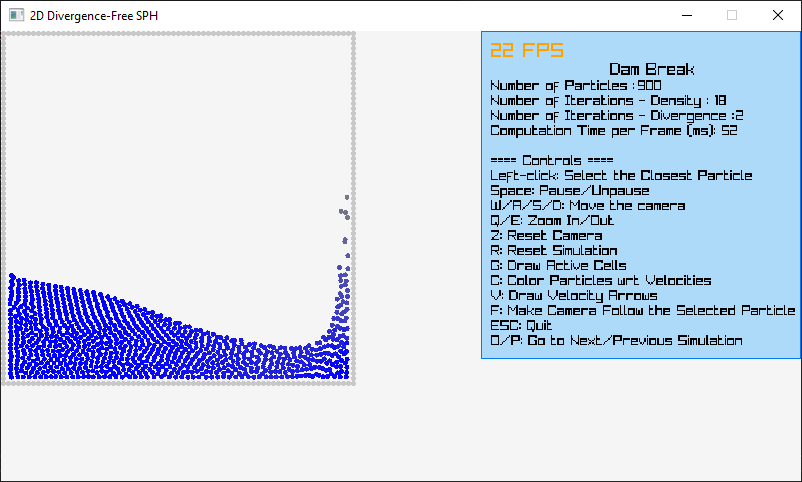 2D Divergence-Free SPH
22 FPS
Dam Break
Number of Particles : 900
Number of Iterations - Density : 18
Number of Iterations - Divergence :2
Computation Time per Frame (ms): 52
==== Controls ====
Left-click: Select the Closest Particle
Space: Pause/Unpause
W/A/S/D: Move the camera
Q/E: Zoom In/Out
Z: Reset Camera
R: Reset Simulation
G: Draw Active Cells
C: Color Particles wrt Velocities
V: Draw Velocity Arrows
F: Make Camera Follow the Selected Particle
ESC: Quit
O/P: Go to Next/Previous Simulation